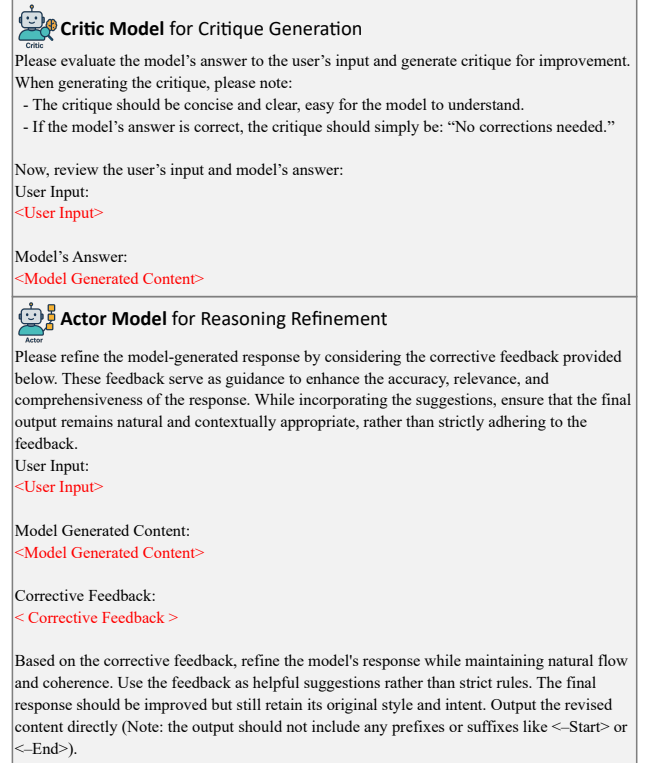 Critic
Critic Model for Critique Generation
Please evaluate the model’s answer to the user’s input and generate critique for improvement.
When generating the critique, please note:
- The critique should be concise and clear, easy for the model to understand.
- If the model’s answer is correct, the critique should simply be: “No corrections needed.”
Now, review the user’s input and model’s answer:
User Input:
<User Input>
Model’s Answer:
<Model Generated Content>
Actor
Actor Model for Reasoning Refinement
Please refine the model-generated response by considering the corrective feedback provided
below. These feedback serve as guidance to enhance the accuracy, relevance, and
comprehensiveness of the response. While incorporating the suggestions, ensure that the final
output remains natural and contextually appropriate, rather than strictly adhering to the
feedback.
User Input:
<User Input>
Model Generated Content:
<Model Generated Content>
Corrective Feedback:
< Corrective Feedback >
Based on the corrective feedback, refine the model's response while maintaining natural flow
and coherence. Use the feedback as helpful suggestions rather than strict rules. The final
response should be improved but still retain its original style and intent. Output the revised
content directly (Note: the output should not include any prefixes or suffixes like <–Start> or
<–End>).